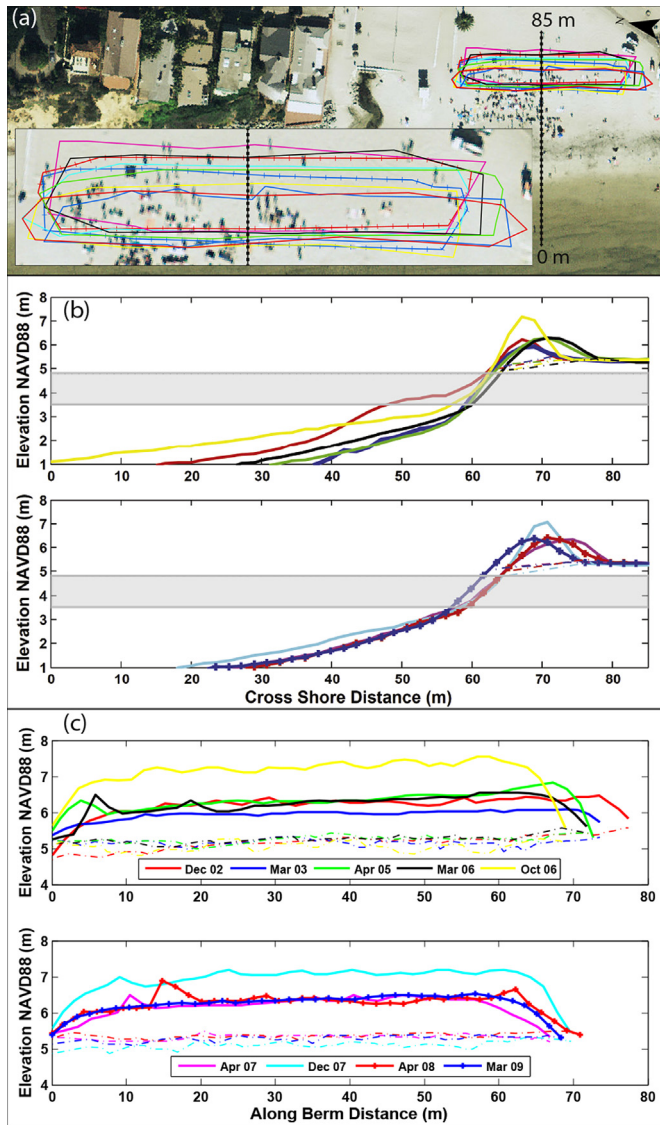 (a)
85 m
N
0 m
(b)
Elevation NAVD88 (m)
8
7
6
5
4
3
2
1
0 10 20 30 40 50 60 70 80
Elevation NAVD88 (m)
8
7
6
5
4
3
2
1
0 10 20 30 40 50 60 70 80
Cross Shore Distance (m)
(c)
Elevation NAVD88 (m)
8
7
6
5
4
Dec 02 Mar 03 Apr 05 Mar 06 Oct 06
0 10 20 30 40 50 60 70 80
Elevation NAVD88 (m)
8
7
6
5
4
Apr 07 Dec 07 Apr 08 Mar 09
0 10 20 30 40 50 60 70 80
Along Berm Distance (m)